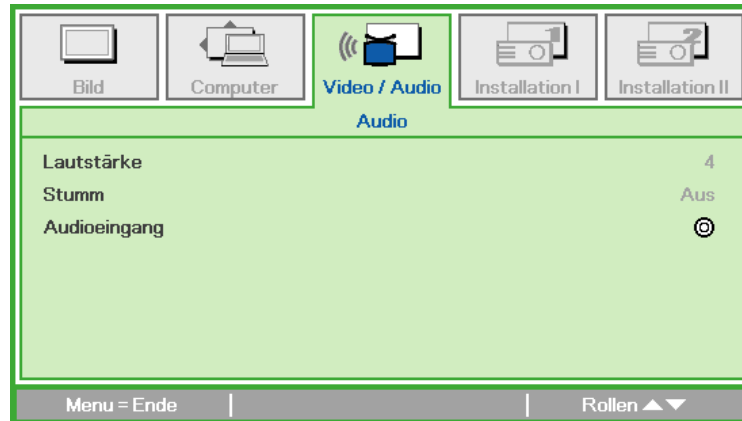 Bild
Computer
Video / Audio
Installation I
Installation II
Audio
Lautstärke 4
Stumm Aus
Audioeingang
Menu = Ende
Rollen ▲▼